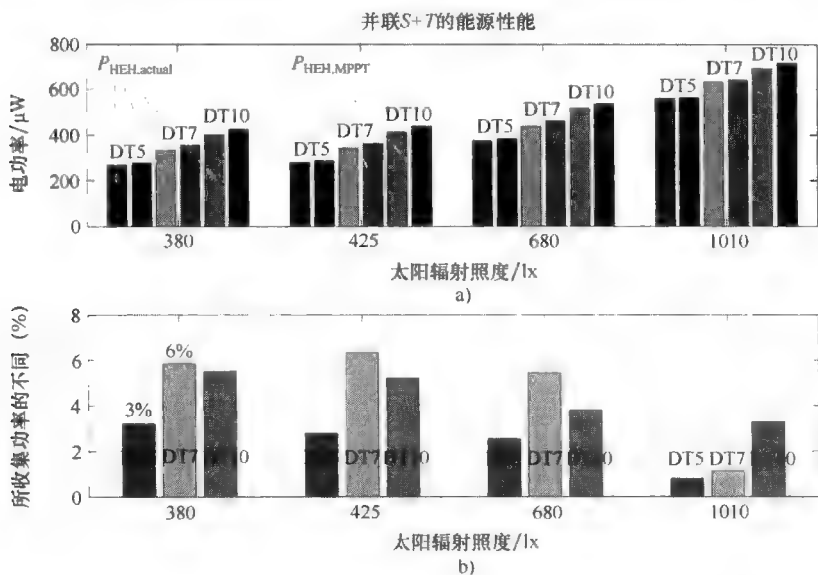 并联S+T的能源性能
电功率/μW
800
600
400
200
0
P_HEH,actual
P_HEH,MPPT
DT5 DT7 DT10
DT5 DT7 DT10
DT5 DT7 DT10
DT5 DT7 DT10
380 425 680 1010
太阳辐射照度/lx
a)
所收集功率的不同（%）
8
6
4
2
0
3% 6%
DT7
DT7
DT7
DT5 DT7
380 425 680 1010
太阳辐射照度/lx
b)